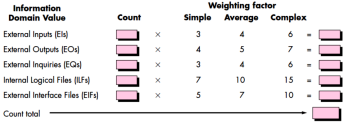 Information Domain Value Count Weighting factor Simple Average Complex
External Inputs (EIs) × 3 4 6 =
External Outputs (EOs) × 4 5 7 =
External Inquiries (EQs) × 3 4 6 =
Internal Logical Files (ILFs) × 7 10 15 =
External Interface Files (EIFs) × 5 7 10 =
Count total